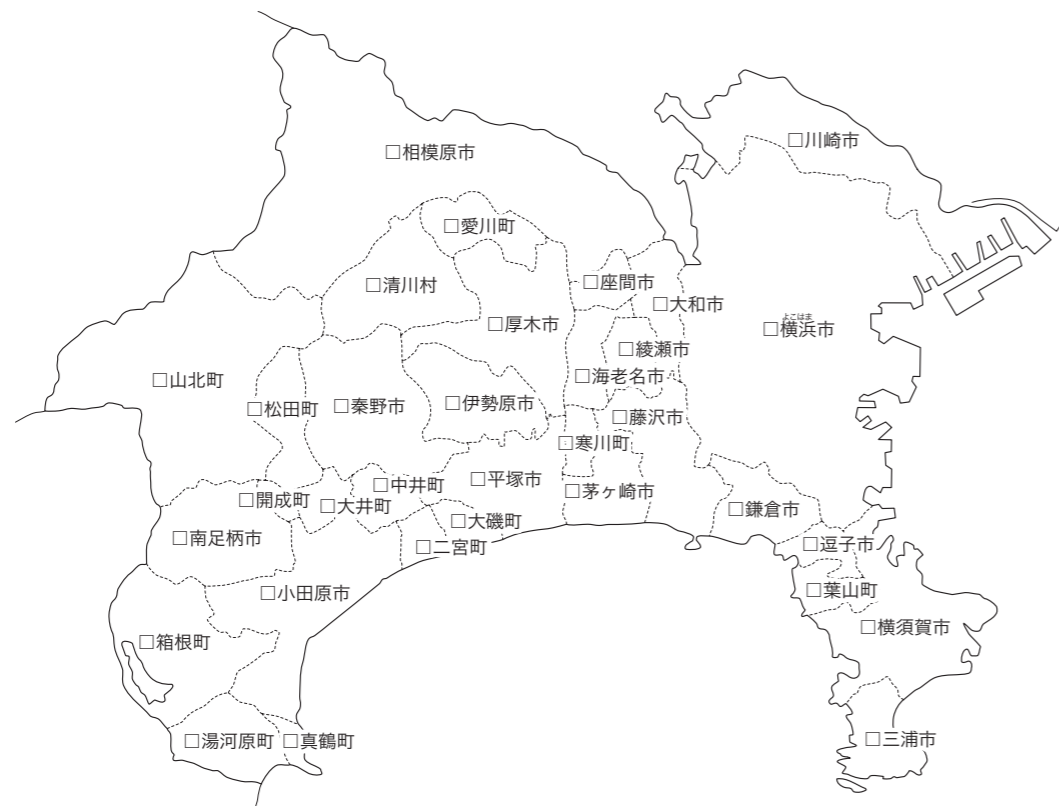 □相模原市
□川崎市
□愛川町
□清川村
□座間市
□大和市
□厚木市
よこはま
□横浜市
□綾瀬市
□海老名市
□山北町
□松田町
□秦野市
□伊勢原市
□藤沢市
□寒川町
□平塚市
□中井町
□茅ヶ崎市
□開成町
□大井町
□鎌倉市
□大磯町
□南足柄市
□二宮町
□逗子市
□小田原市
□葉山町
□横須賀市
□箱根町
□湯河原町
□真鶴町
□三浦市